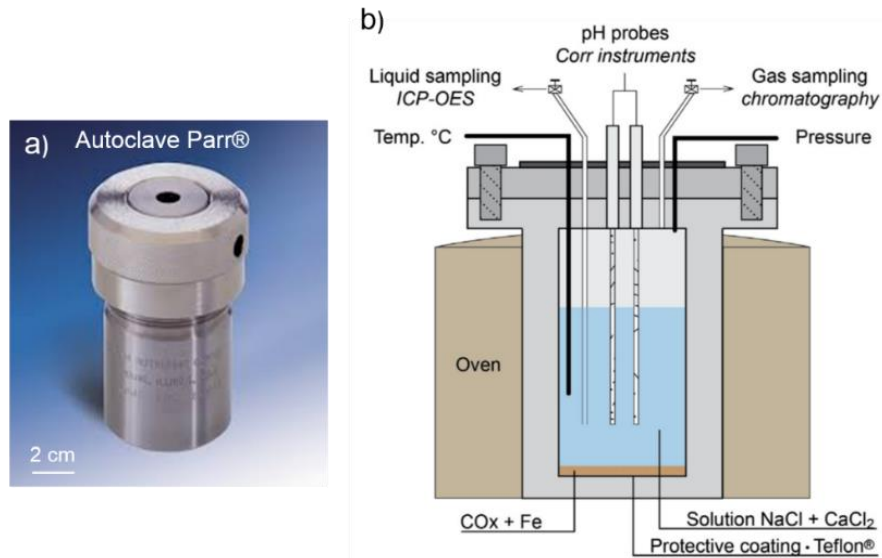 a)
Autoclave Parr®
2 cm
b)
pH probes
Corr instruments
Liquid sampling
ICP-OES
Gas sampling
chromatography
Temp. °C
Pressure
Oven
COx + Fe
Solution NaCl + CaCl₂
Protective coating · Teflon®